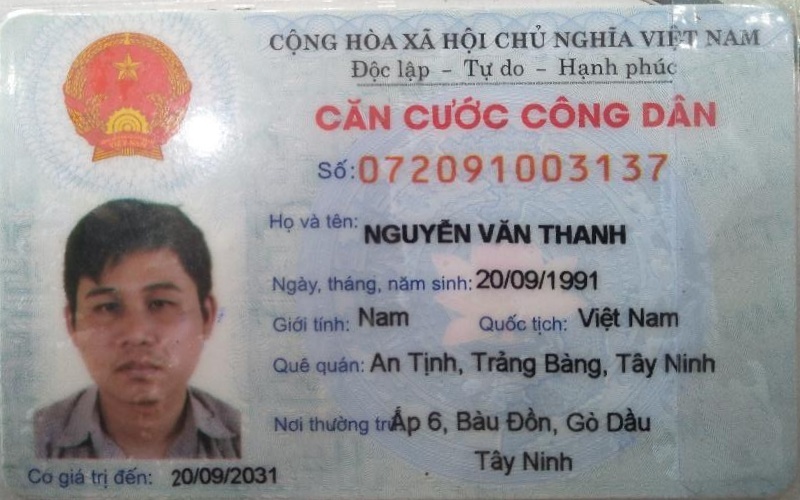 CỘNG HÒA XÃ HỘI CHỦ NGHĨA VIỆT NAM
Độc lập - Tự do - Hạnh phúc
CĂN CƯỚC CÔNG DÂN
Số: 072091003137
Họ và tên: NGUYỄN VĂN THANH
Ngày, tháng, năm sinh: 20/09/1991
Giới tính: Nam Quốc tịch: Việt Nam
Quê quán: An Tịnh, Trảng Bàng, Tây Ninh
Nơi thường trú: Ấp 6, Bàu Đồn, Gò Dầu
Tây Ninh
Có giá trị đến: 20/09/2031
VIỆT NAM